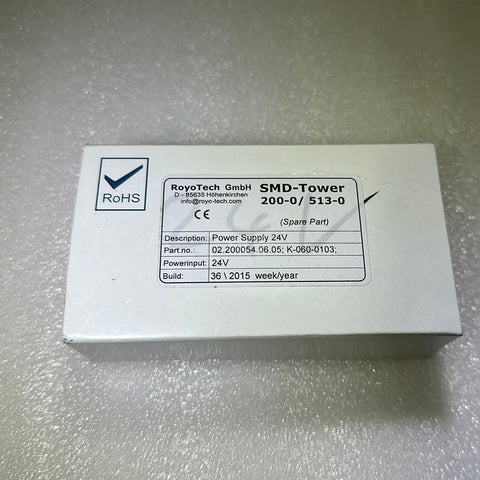 RoHS
RoyoTech GmbH
D - 85635 Höhenkirchen
info@royo-tech.com
CE
SMD-Tower
200-0/ 513-0
(Spare Part)
24V
Description: Power Supply 24V
Part.no.: 02.200054.06.05; K-060-0103;
Powerinput: 24V
Build: 36 \ 2015 week/year